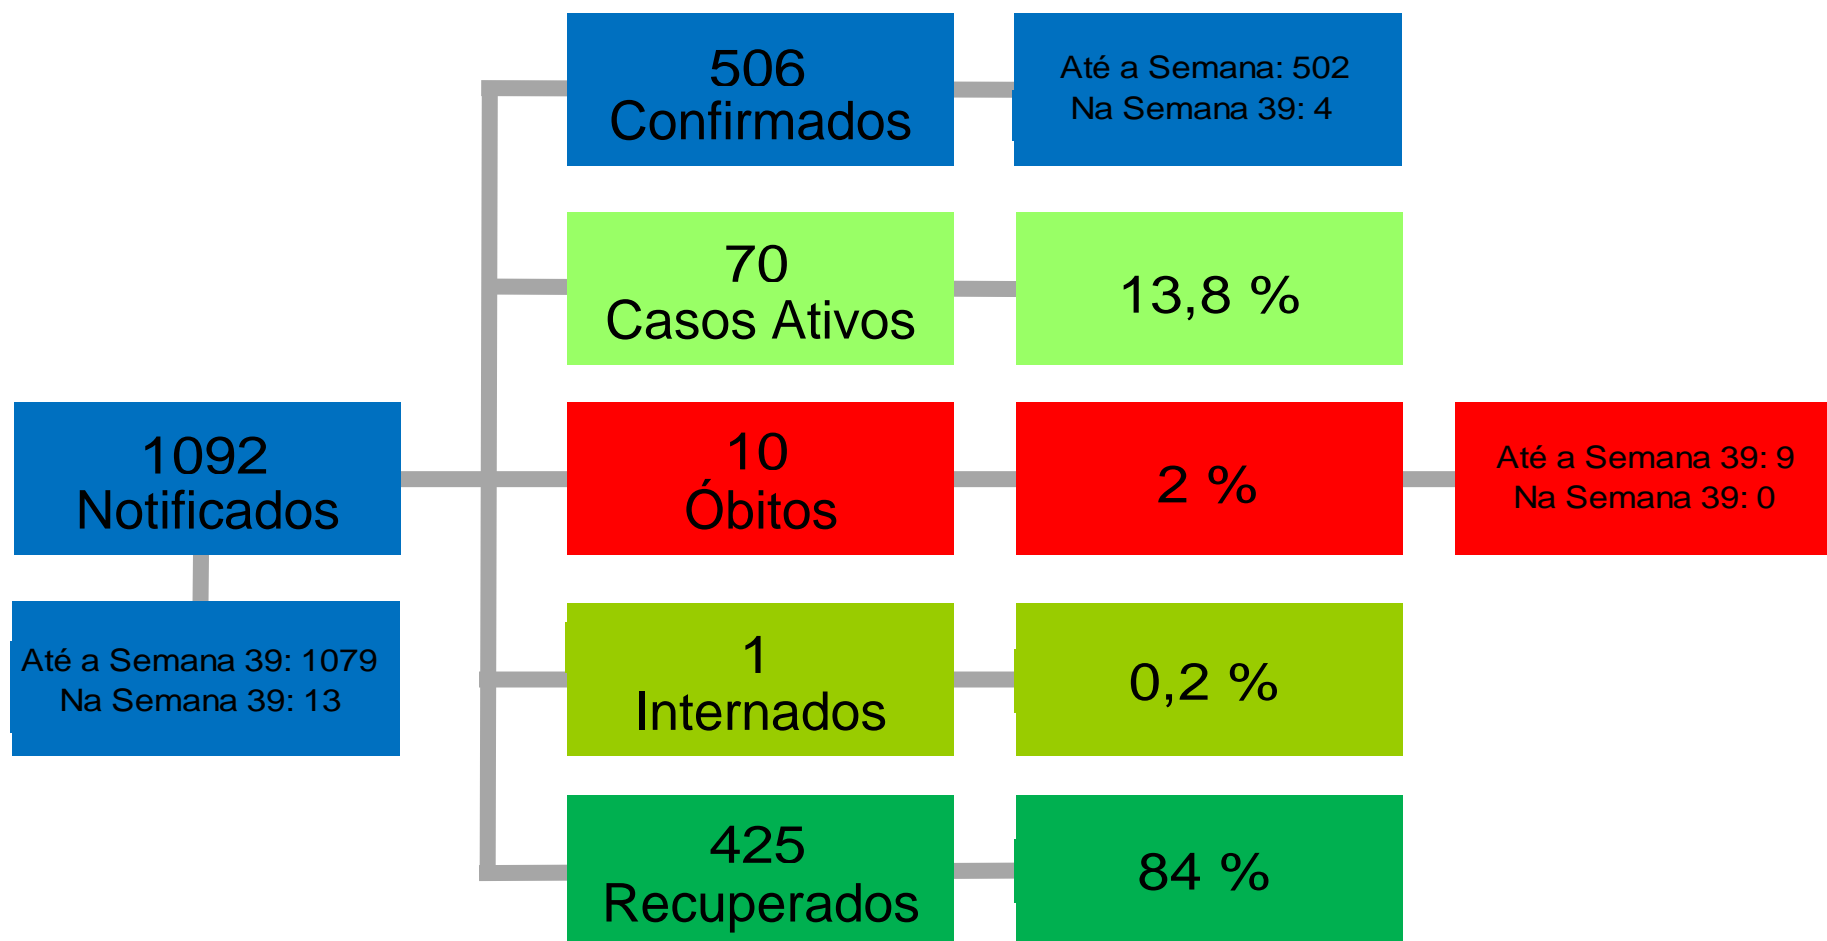 506
Confirmados
Até a Semana: 502
Na Semana 39: 4
70
Casos Ativos
13,8 %
1092
Notificados
10
Óbitos
2 %
Até a Semana 39: 9
Na Semana 39: 0
Até a Semana 39: 1079
Na Semana 39: 13
1
Internados
0,2 %
425
Recuperados
84 %